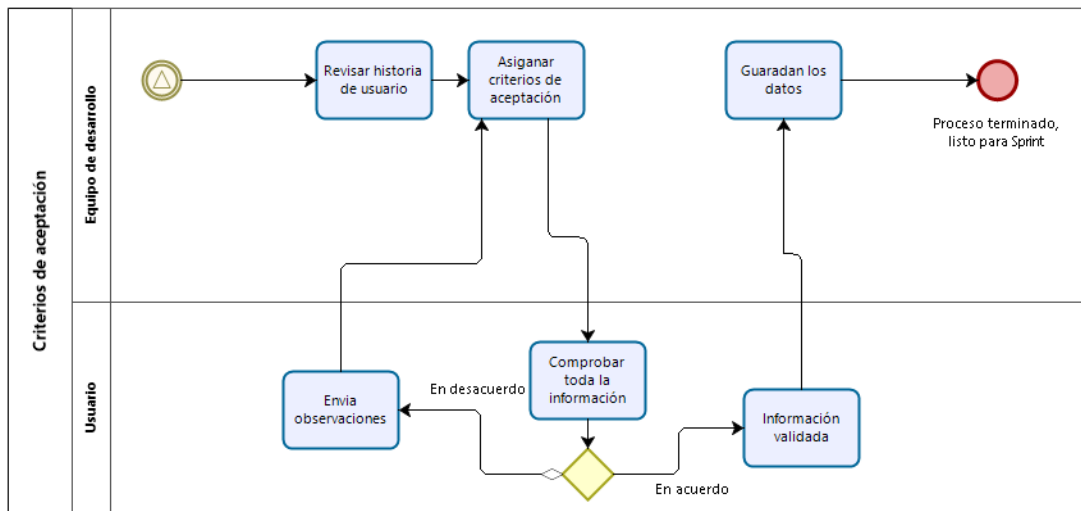 Criterios de aceptación
Equipo de desarrollo
Revisar historia
de usuario
Asiganar
criterios de
aceptación
Guaradan los
datos
Proceso terminado,
listo para Sprint
Usuario
Envia
observaciones
En desacuerdo
Comprobar
toda la
información
En acuerdo
Información
validada